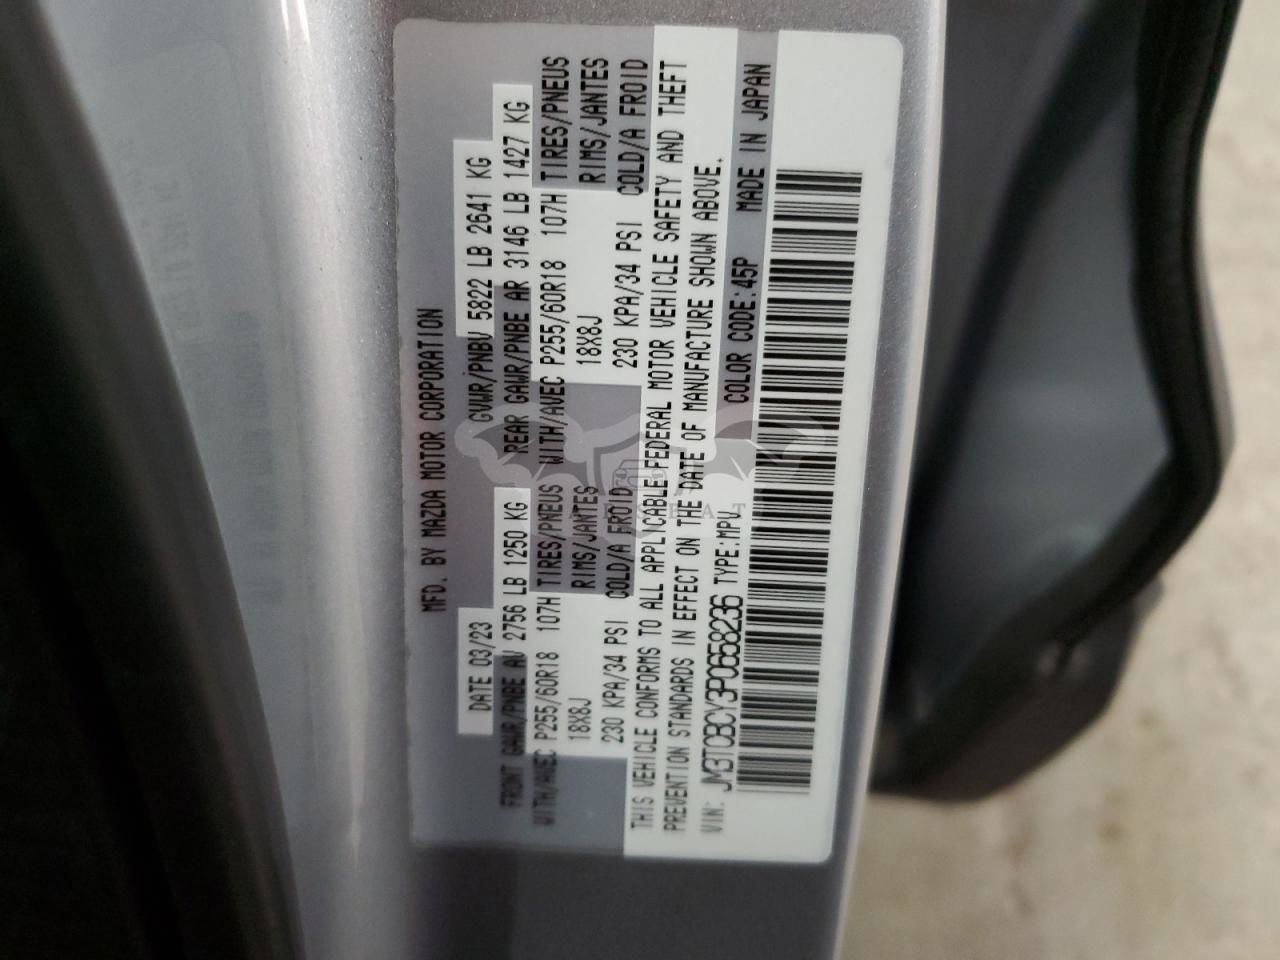 MFD. BY MAZDA MOTOR CORPORATION
DATE 03/23 GVWR/PNBV 5822 LB 2641 KG
FRONT GAWR/PNBE AV 2756 LB 1250 KG REAR GAWR/PNBE AR 3146 LB 1427 KG
WITH/AVEC P255/60R18 107H TIRES/PNEUS WITH/AVEC P255/60R18 107H TIRES/PNEUS
18X8J RIMS/JANTES 18X8J RIMS/JANTES
230 KPA/34 PSI COLD/A FROID 230 KPA/34 PSI COLD/A FROID
THIS VEHICLE CONFORMS TO ALL APPLICABLE FEDERAL MOTOR VEHICLE SAFETY AND THEFT
PREVENTION STANDARDS IN EFFECT ON THE DATE OF MANUFACTURE SHOWN ABOVE.
VIN: JM3T0BCY3P0658236 TYPE:MPV COLOR CODE:45P MADE IN JAPAN